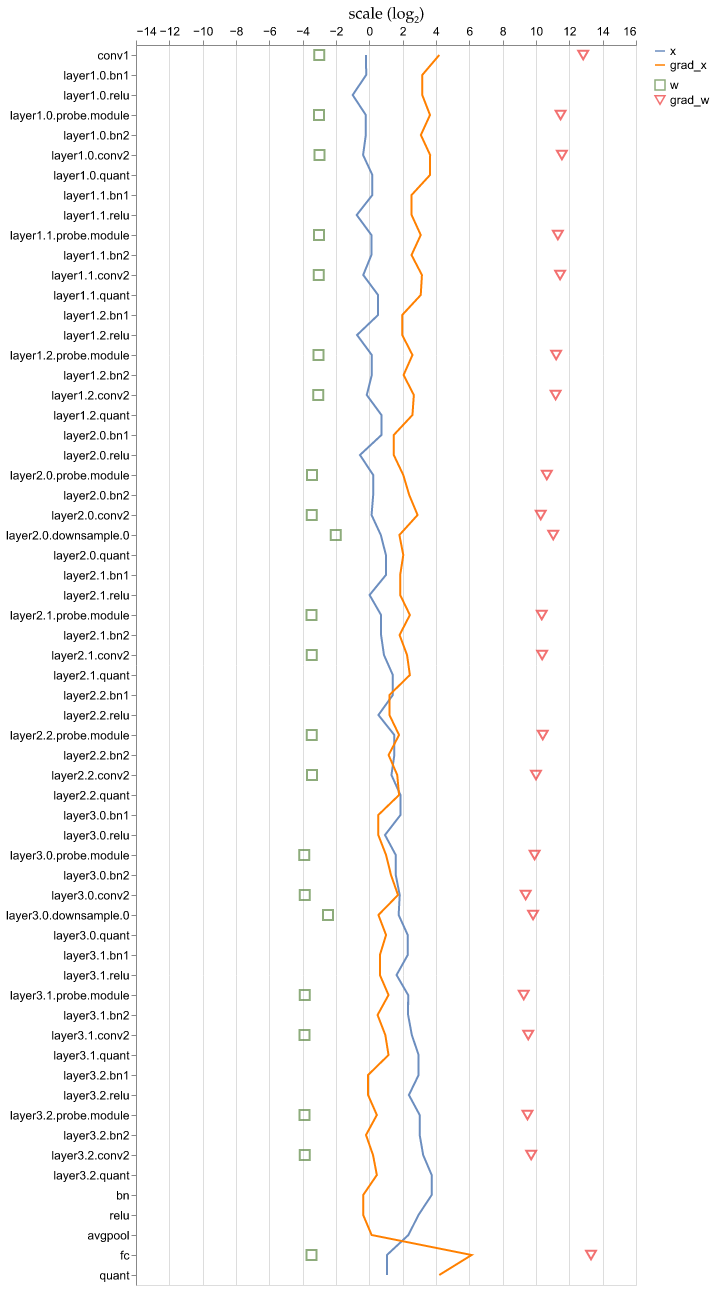 scale (log₂)
−14 −12 −10 −8 −6 −4 −2 0 2 4 6 8 10 12 14 16
x
grad_x
w
grad_w
conv1
layer1.0.bn1
layer1.0.relu
layer1.0.probe.module
layer1.0.bn2
layer1.0.conv2
layer1.0.quant
layer1.1.bn1
layer1.1.relu
layer1.1.probe.module
layer1.1.bn2
layer1.1.conv2
layer1.1.quant
layer1.2.bn1
layer1.2.relu
layer1.2.probe.module
layer1.2.bn2
layer1.2.conv2
layer1.2.quant
layer2.0.bn1
layer2.0.relu
layer2.0.probe.module
layer2.0.bn2
layer2.0.conv2
layer2.0.downsample.0
layer2.0.quant
layer2.1.bn1
layer2.1.relu
layer2.1.probe.module
layer2.1.bn2
layer2.1.conv2
layer2.1.quant
layer2.2.bn1
layer2.2.relu
layer2.2.probe.module
layer2.2.bn2
layer2.2.conv2
layer2.2.quant
layer3.0.bn1
layer3.0.relu
layer3.0.probe.module
layer3.0.bn2
layer3.0.conv2
layer3.0.downsample.0
layer3.0.quant
layer3.1.bn1
layer3.1.relu
layer3.1.probe.module
layer3.1.bn2
layer3.1.conv2
layer3.1.quant
layer3.2.bn1
layer3.2.relu
layer3.2.probe.module
layer3.2.bn2
layer3.2.conv2
layer3.2.quant
bn
relu
avgpool
fc
quant